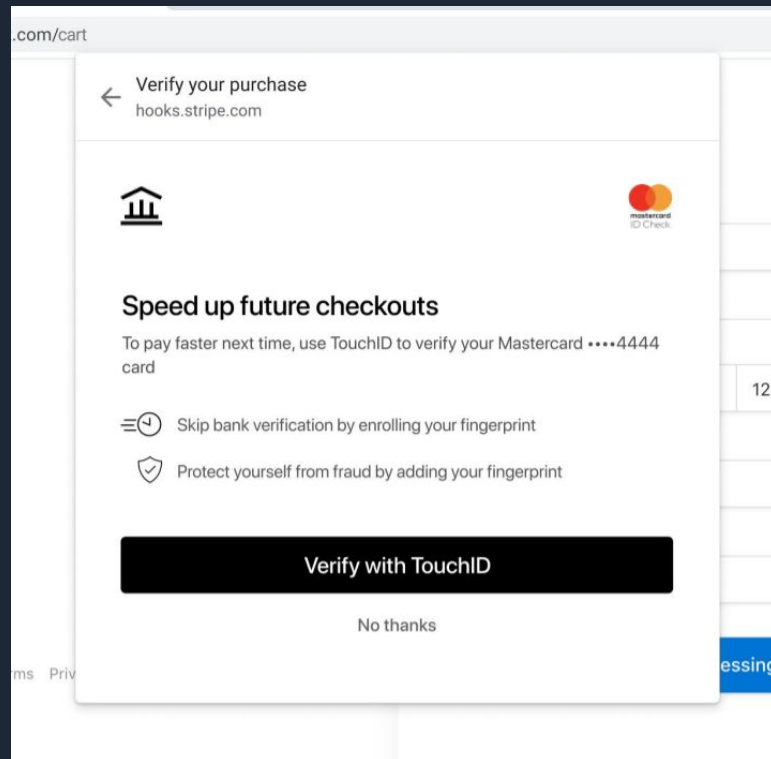 .com/cart
Verify your purchase
hooks.stripe.com
mastercard
ID Check
Speed up future checkouts
To pay faster next time, use TouchID to verify your Mastercard ••••4444
card
12
Skip bank verification by enrolling your fingerprint
Protect yourself from fraud by adding your fingerprint
Verify with TouchID
No thanks
rms Priv
essing